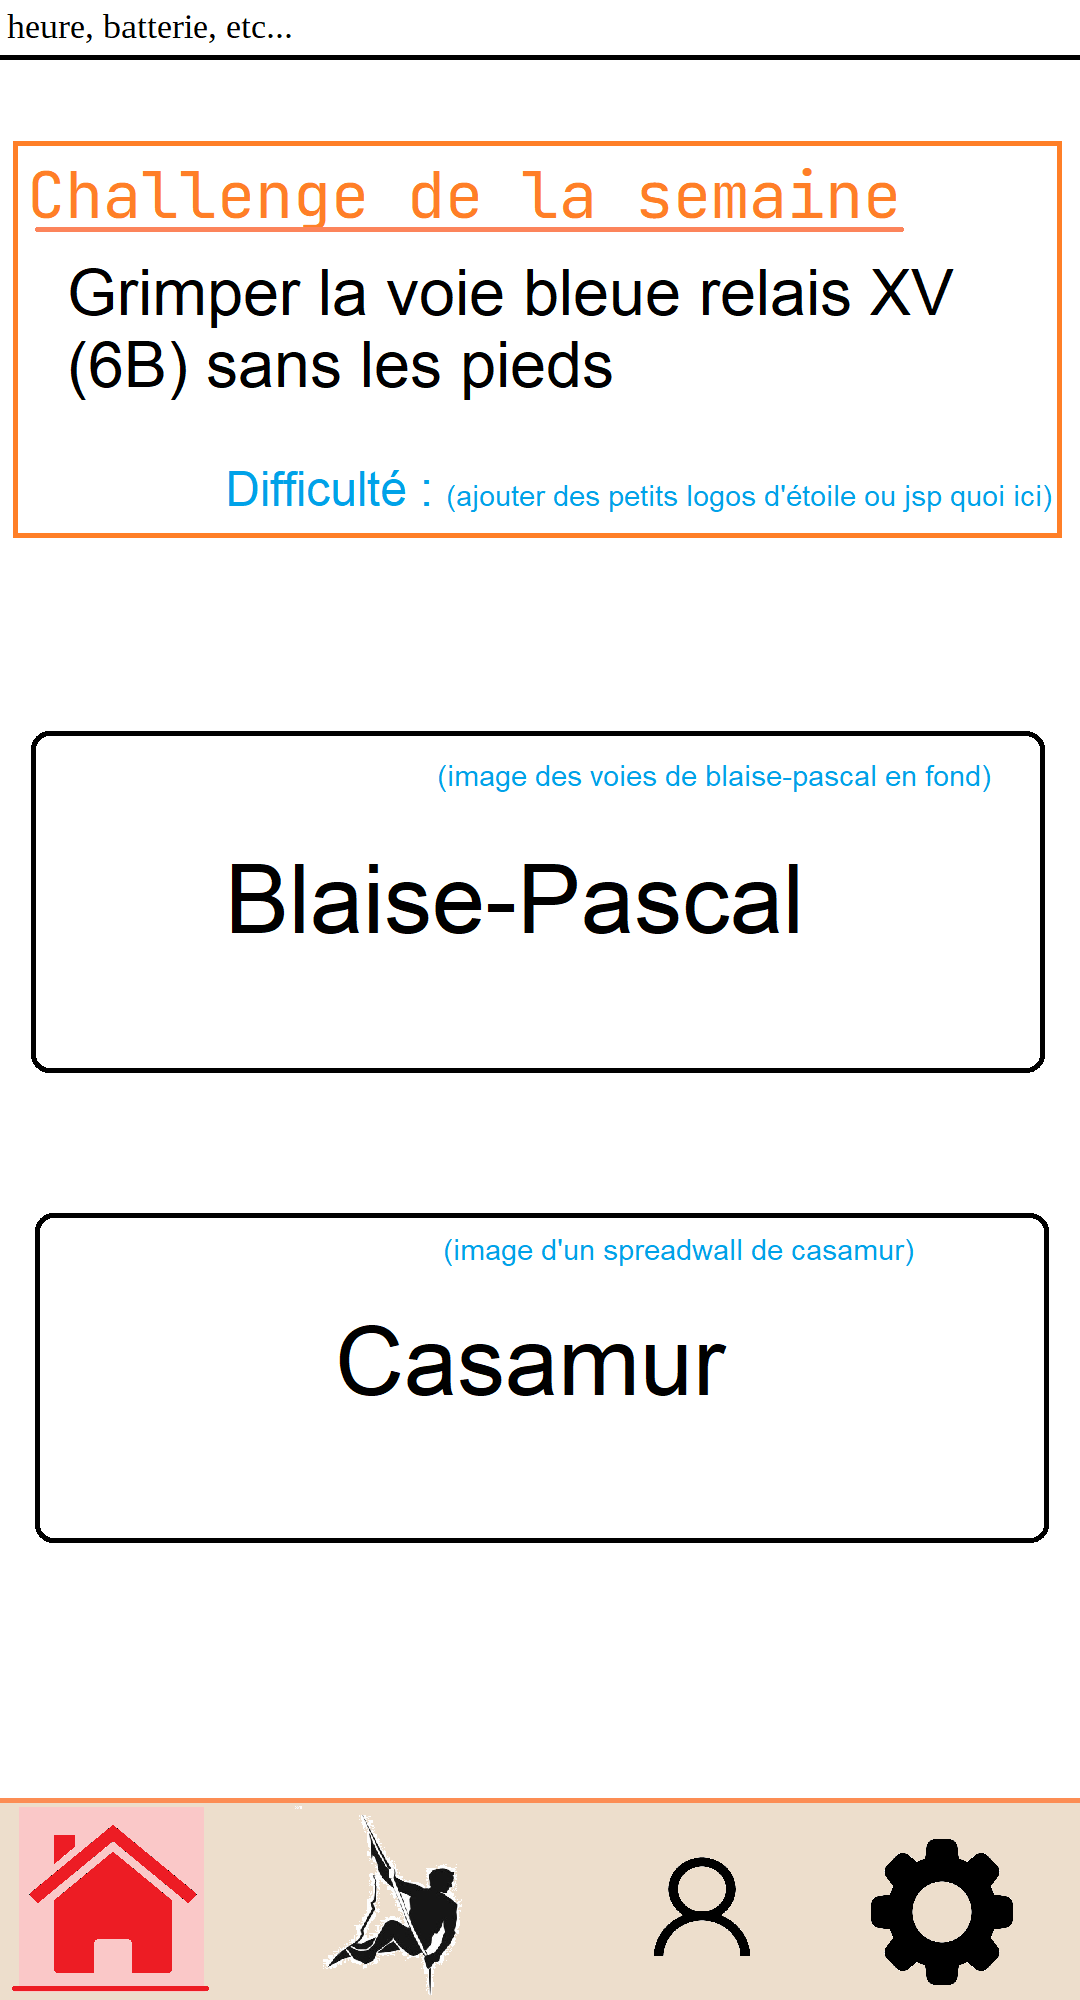 heure, batterie, etc...
Challenge de la semaine
Grimper la voie bleue relais XV
(6B) sans les pieds
Difficulté : (ajouter des petits logos d'étoile ou jsp quoi ici)
(image des voies de blaise-pascal en fond)
Blaise-Pascal
(image d'un spreadwall de casamur)
Casamur